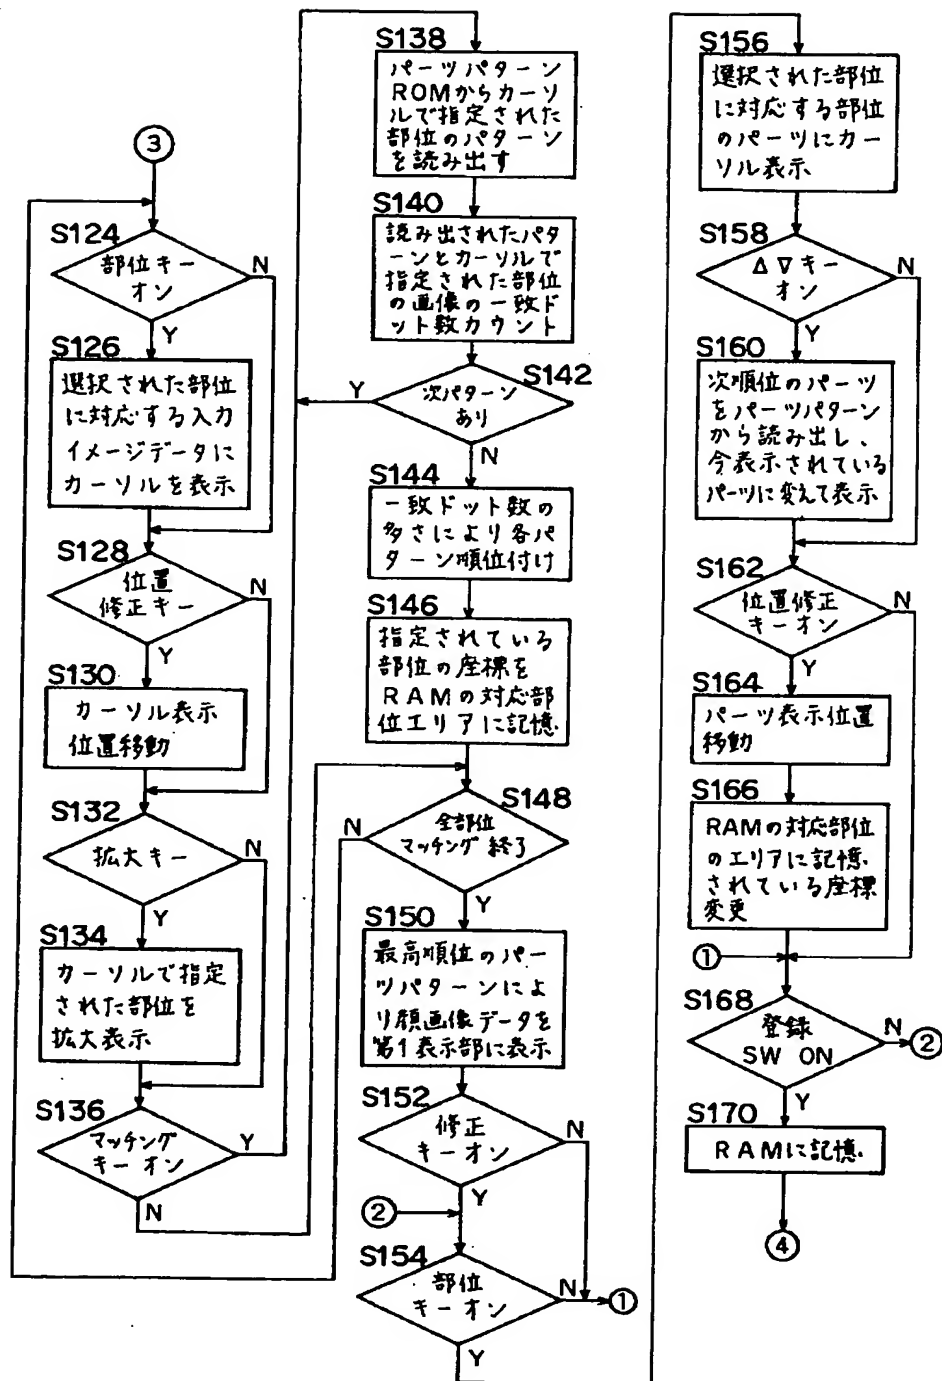 ③
S124
部位キー
オン
N
Y
S126
選択された部位
に対応する入力
イメージデータに
カーソルを表示
S128
位置
修正キー
N
Y
S130
カーソル表示
位置移動
S132
拡大キー
N
Y
S134
カーソルで指定
された部位を
拡大表示
S136
マッチング
キーオン
Y
N
S138
パーツパターン
ROMからカーソ
ルで指定された
部位のパターン
を読み出す
S140
読み出されたパタ
ーンとカーソルで
指定された部位
の画像の一致ド
ット数カウント
S142
次パターン
あり
Y
N
S144
一致ドット数の
多さにより各パ
ターン順位付け
S146
指定されている
部位の座標を
RAMの対応部
位エリアに記憶
S148
全部位
マッチング終了
N
Y
S150
最高順位のパー
ツパターンによ
り顔画像データを
第1表示部に表示
S152
修正
キーオン
N
Y
②
S154
部位
キーオン
N
①
Y
S156
選択された部位
に対応する部位
のパーツにカー
ソル表示
S158
Δ∇キー
オン
N
Y
S160
次順位のパーツ
をパーツパターン
から読み出し、
今表示されている
パーツに変えて表示
S162
位置修正
キーオン
N
Y
S164
パーツ表示位置
移動
S166
RAMの対応部位
のエリアに記憶
されている座標
変更
①
S168
登録
SW ON
N
②
Y
S170
RAMに記憶
④